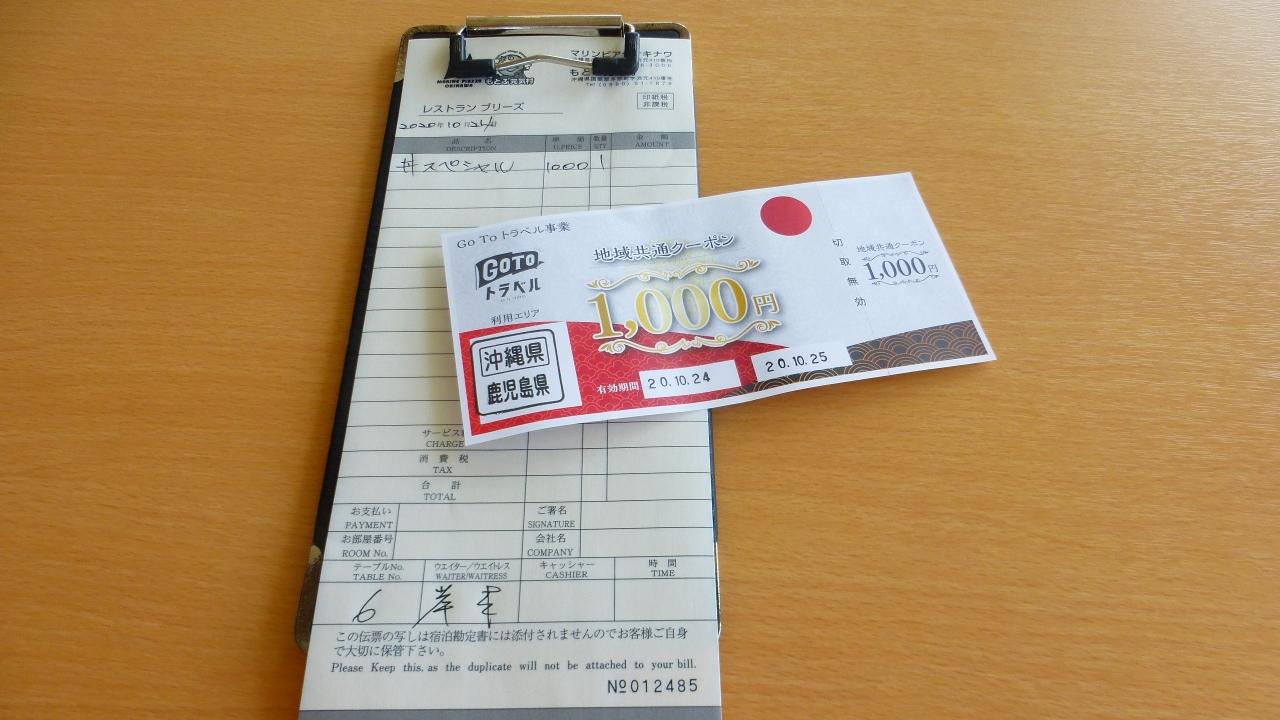 マリンピア
キナワ
MARINE PIAZZA
OKINAWA
もとぶ元気村
印紙税
非課税
レストラン ブリーズ
2020年10月24日
品 名
DESCRIPTION
単 価
U.PRICE
数量
QTY
金 額
AMOUNT
丼スペシャル 1000 1
Go To トラベル事業
GOTO
トラベル
利用エリア
沖縄県
鹿児島県
地域共通クーポン
1,000円
有効期間 20.10.24
20.10.25
切取無効
地域共通クーポン
1,000円
サービス
CHARGE
消 費 税
TAX
合 計
TOTAL
お支払い
PAYMENT
ご署名
SIGNATURE
お部屋番号
ROOM No.
会社名
COMPANY
テーブルNo.
TABLE No.
ウエイター/ウエイトレス
WAITER/WAITRESS
キャッシャー
CASHIER
時 間
TIME
6
この伝票の写しは宿泊勘定書には添付されませんのでお客様ご自身
で大切に保管下さい。
Please Keep this. as the duplicate will not be attached to your bill.
№012485